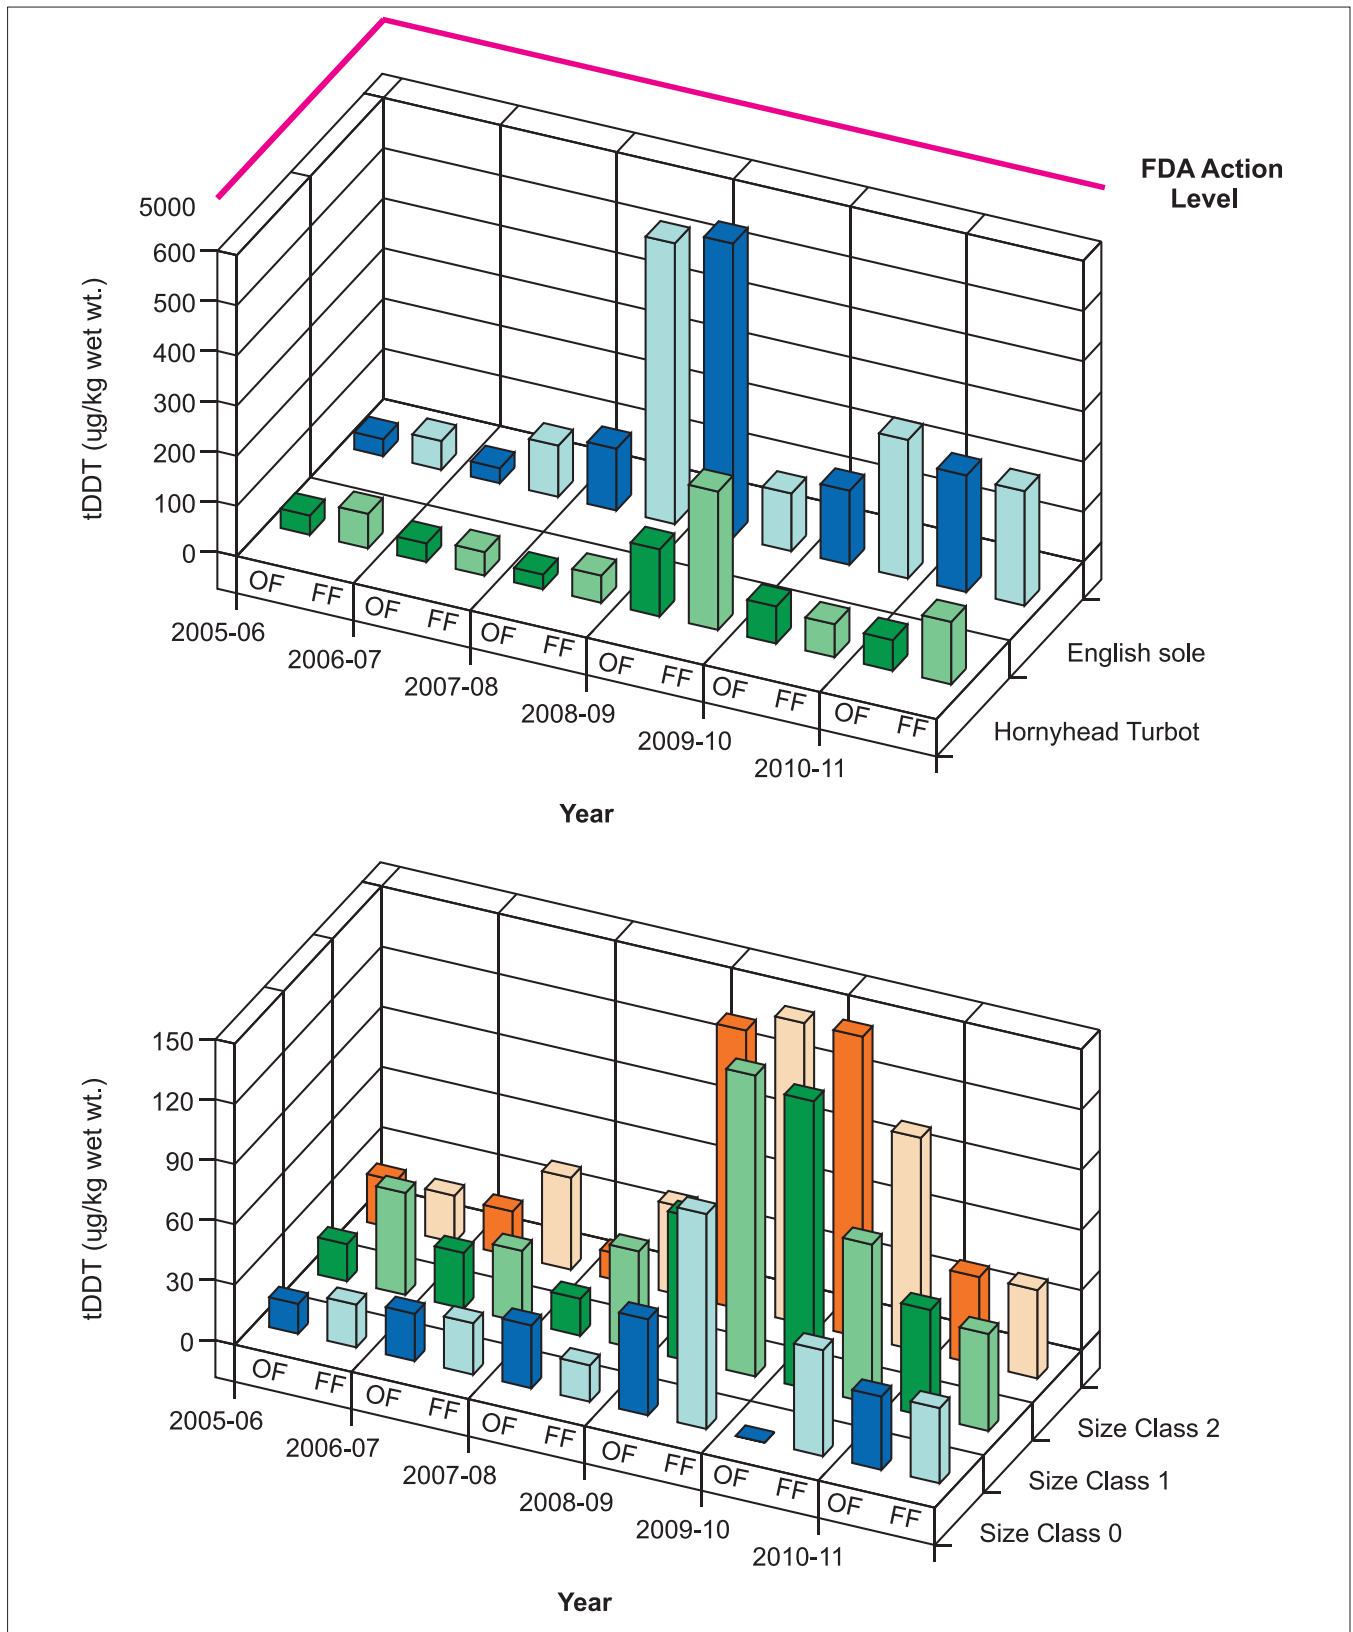 FDA Action
Level
5000
600
500
400
300
200
100
0
tDDT (ug/kg wet wt.)
OF FF OF FF OF FF OF FF OF FF OF FF
2005-06
2006-07
2007-08
2008-09
2009-10
2010-11
English sole
Hornyhead Turbot
Year
150
120
90
60
30
0
tDDT (ug/kg wet wt.)
OF FF OF FF OF FF OF FF OF FF OF FF
2005-06
2006-07
2007-08
2008-09
2009-10
2010-11
Size Class 2
Size Class 1
Size Class 0
Year